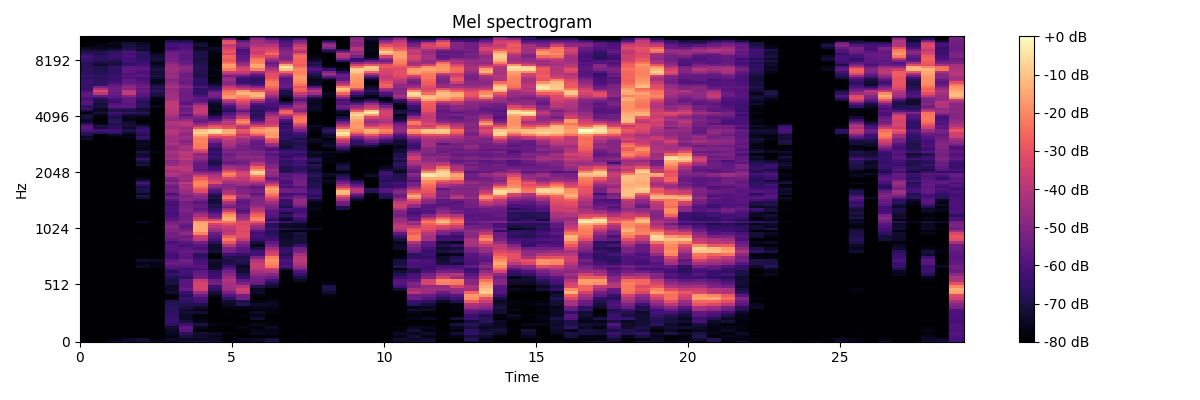 Mel spectrogram
8192
4096
2048
1024
512
0
Hz
0 5 10 15 20 25
Time
+0 dB
-10 dB
-20 dB
-30 dB
-40 dB
-50 dB
-60 dB
-70 dB
-80 dB